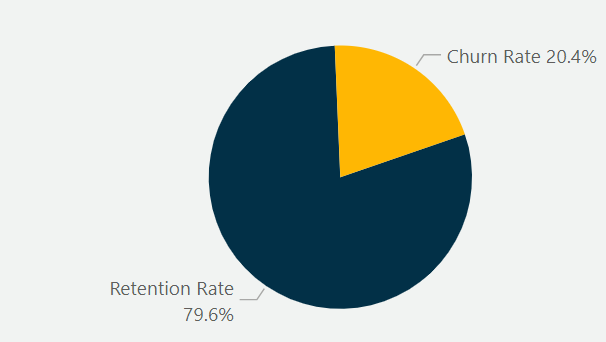 Churn Rate 20.4%
Retention Rate
79.6%